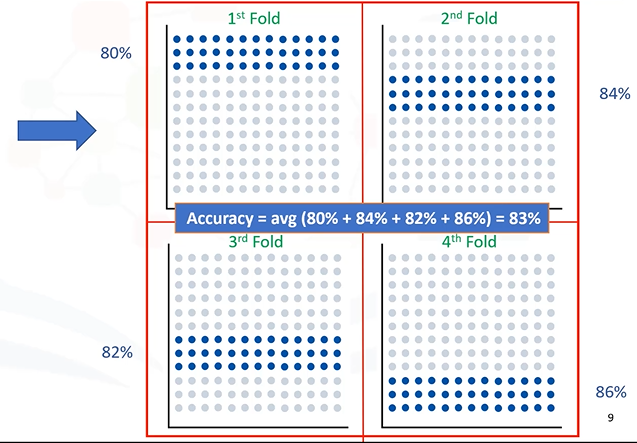 1st Fold
2nd Fold
80%
84%
Accuracy = avg (80% + 84% + 82% + 86%) = 83%
3rd Fold
4th Fold
82%
86%
9